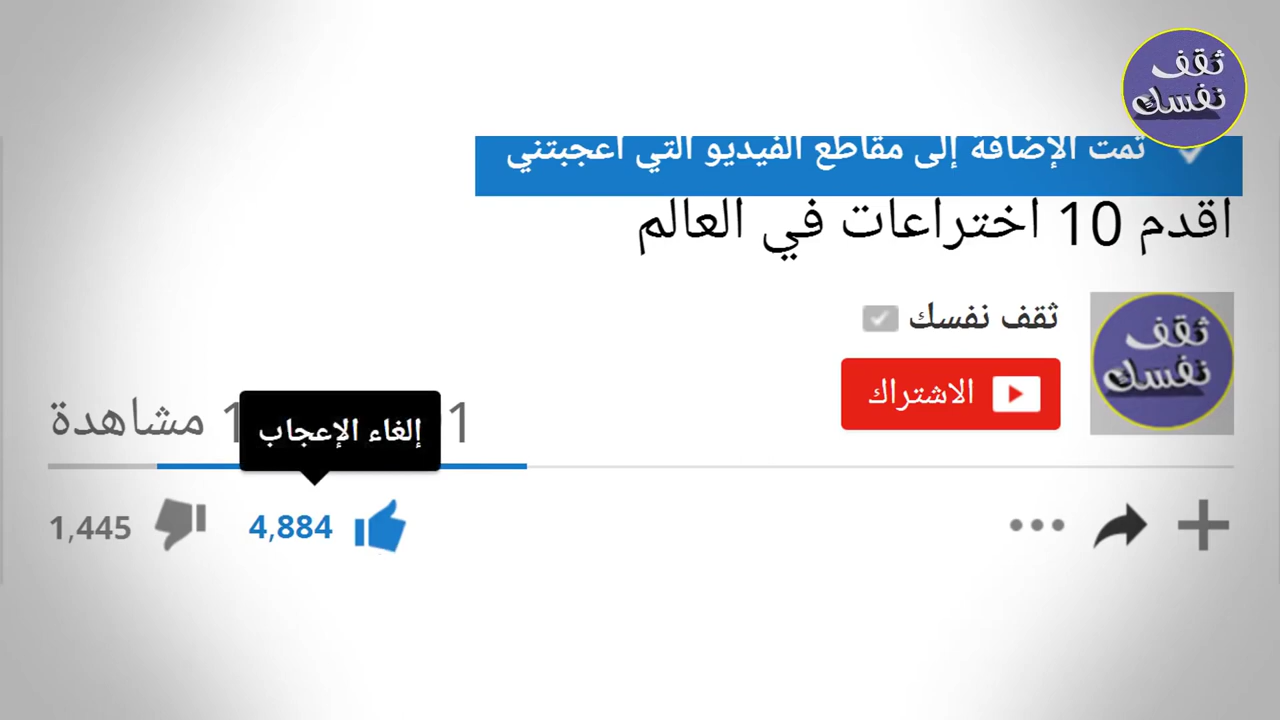 ثقف
نفسك
تمت الإضافة إلى مقاطع الفيديو التي أعجبتني
اقدم 10 اختراعات في العالم
ثقف نفسك
ثقف
نفسك
الاشتراك
مشاهدة
إلغاء الإعجاب
4,884
1,445